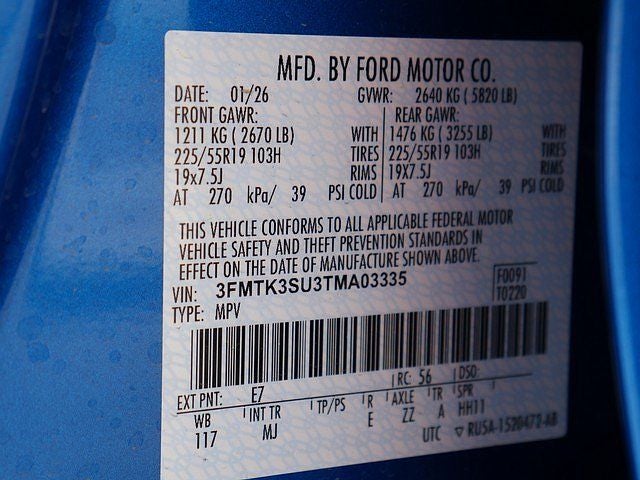 MFD. BY FORD MOTOR CO.
DATE: 01/26 GVWR: 2640 KG ( 5820 LB)
FRONT GAWR: REAR GAWR:
1211 KG ( 2670 LB) WITH 1476 KG ( 3255 LB) WITH
225/55R19 103H TIRES 225/55R19 103H TIRES
19x7.5J RIMS 19x7.5J RIMS
AT 270 kPa/ 39 PSI COLD AT 270 kPa/ 39 PSI COLD
THIS VEHICLE CONFORMS TO ALL APPLICABLE FEDERAL MOTOR
VEHICLE SAFETY AND THEFT PREVENTION STANDARDS IN
EFFECT ON THE DATE OF MANUFACTURE SHOWN ABOVE.
VIN: 3FMTK3SU3TMA03335 F0091
TYPE: MPV T0220
EXT PNT: E7 RC: 56 DSO:
WB INT TR TP/PS R AXLE TR SPR
117 MJ E ZZ A HH11
UTC ▽ RU5A-1520472-AB